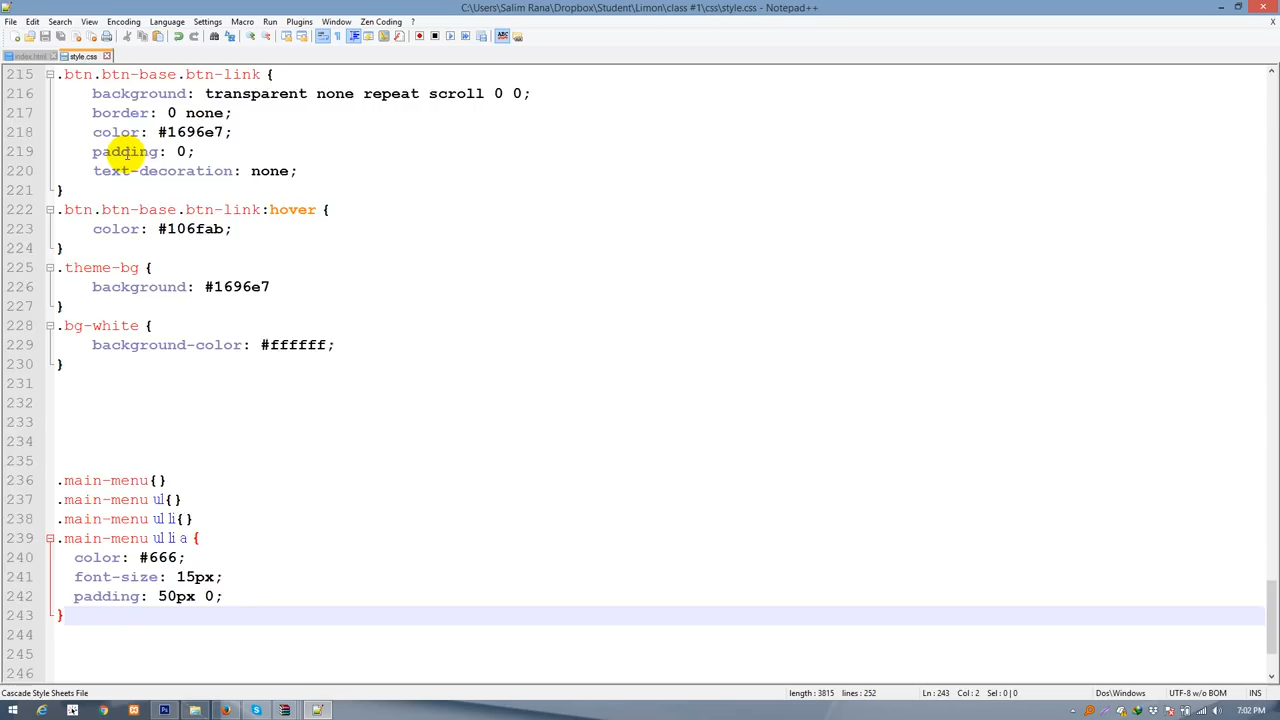 C:\Users\Salim Rana\Dropbox\Student\Limon\class #1\css\style.css - Notepad++
File Edit Search View Encoding Language Settings Macro Run Plugins Window Zen Coding ? X
index.html style.css
215 .btn.btn-base.btn-link {
216 background: transparent none repeat scroll 0 0;
217 border: 0 none;
218 color: #1696e7;
219 padding: 0;
220 text-decoration: none;
221 }
222 .btn.btn-base.btn-link:hover {
223 color: #106fab;
224 }
225 .theme-bg {
226 background: #1696e7
227 }
228 .bg-white {
229 background-color: #ffffff;
230 }
231
232
233
234
235
236 .main-menu{}
237 .main-menu ul{}
238 .main-menu ul li{}
239 .main-menu ul li a {
240 color: #666;
241 font-size: 15px;
242 padding: 50px 0;
243 }
244
245
246
Cascade Style Sheets File length : 3815 lines : 252 Ln : 243 Col : 2 Sel : 0 | 0 Dos\Windows UTF-8 w/o BOM INS
7:02 PM